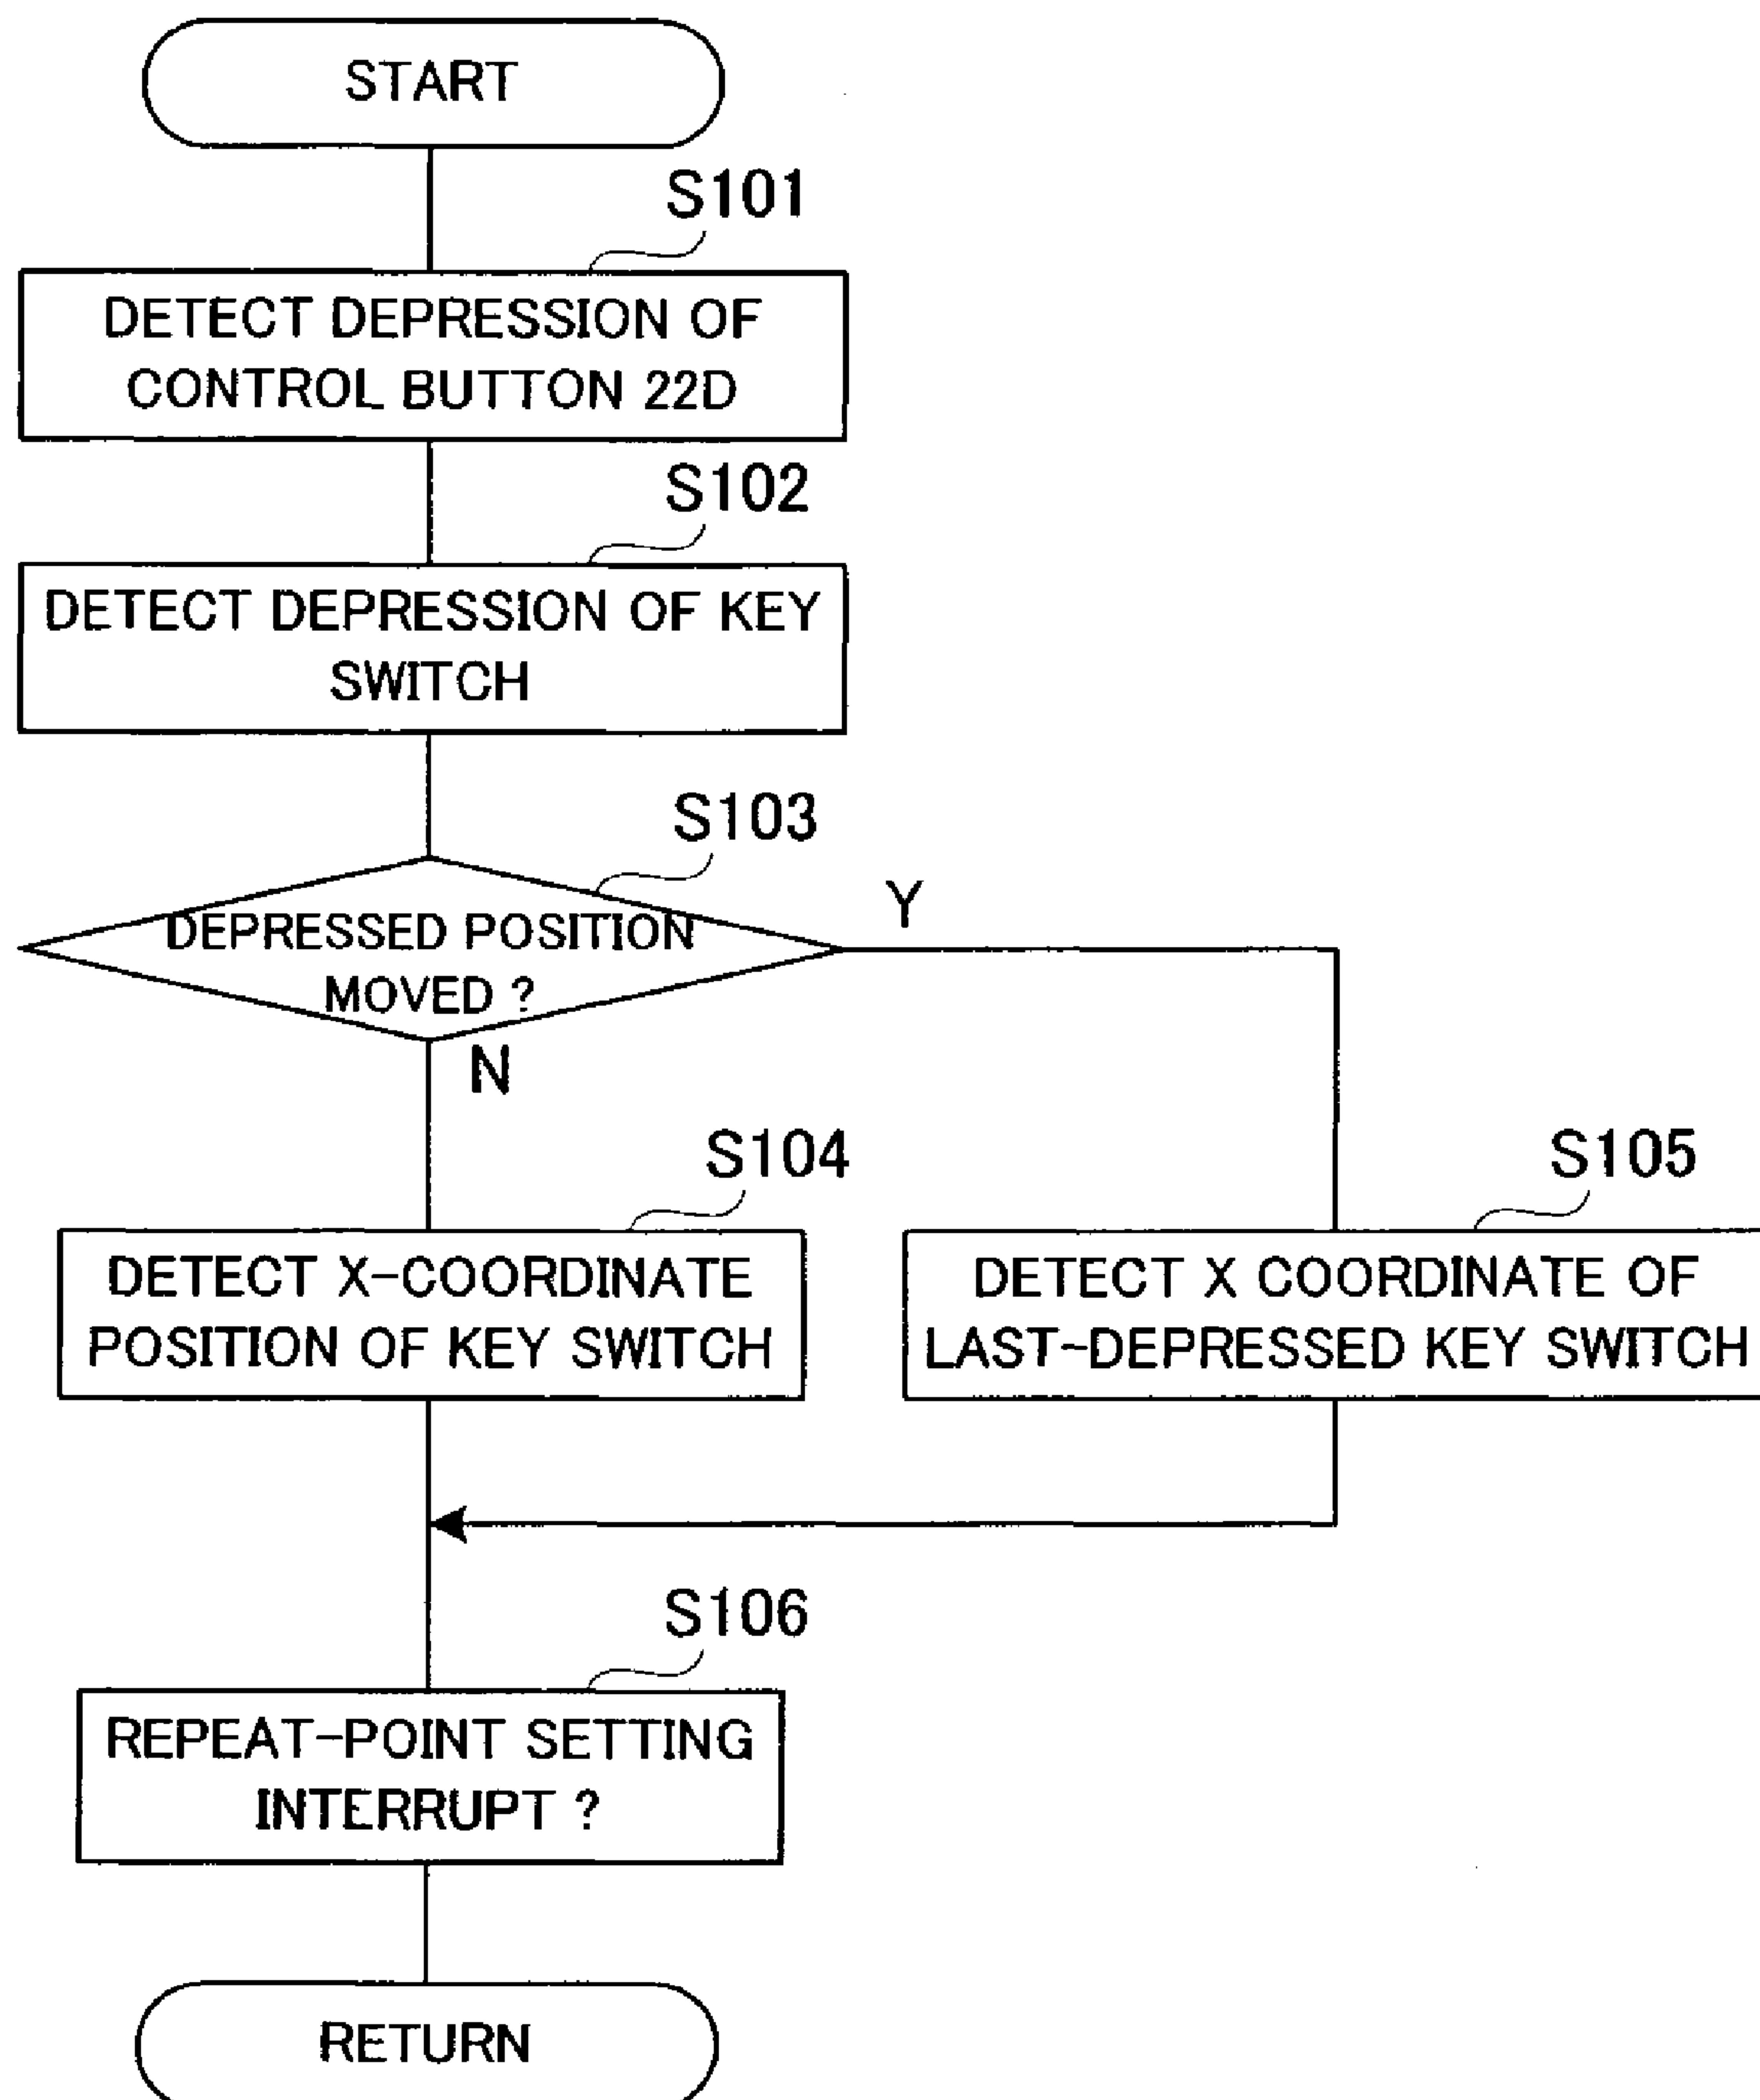 START
S101
DETECT DEPRESSION OF
CONTROL BUTTON 22D
S102
DETECT DEPRESSION OF KEY
SWITCH
S103
DEPRESSED POSITION
MOVED ?
Y
N
S104
DETECT X-COORDINATE
POSITION OF KEY SWITCH
S105
DETECT X COORDINATE OF
LAST-DEPRESSED KEY SWITCH
S106
REPEAT-POINT SETTING
INTERRUPT ?
RETURN